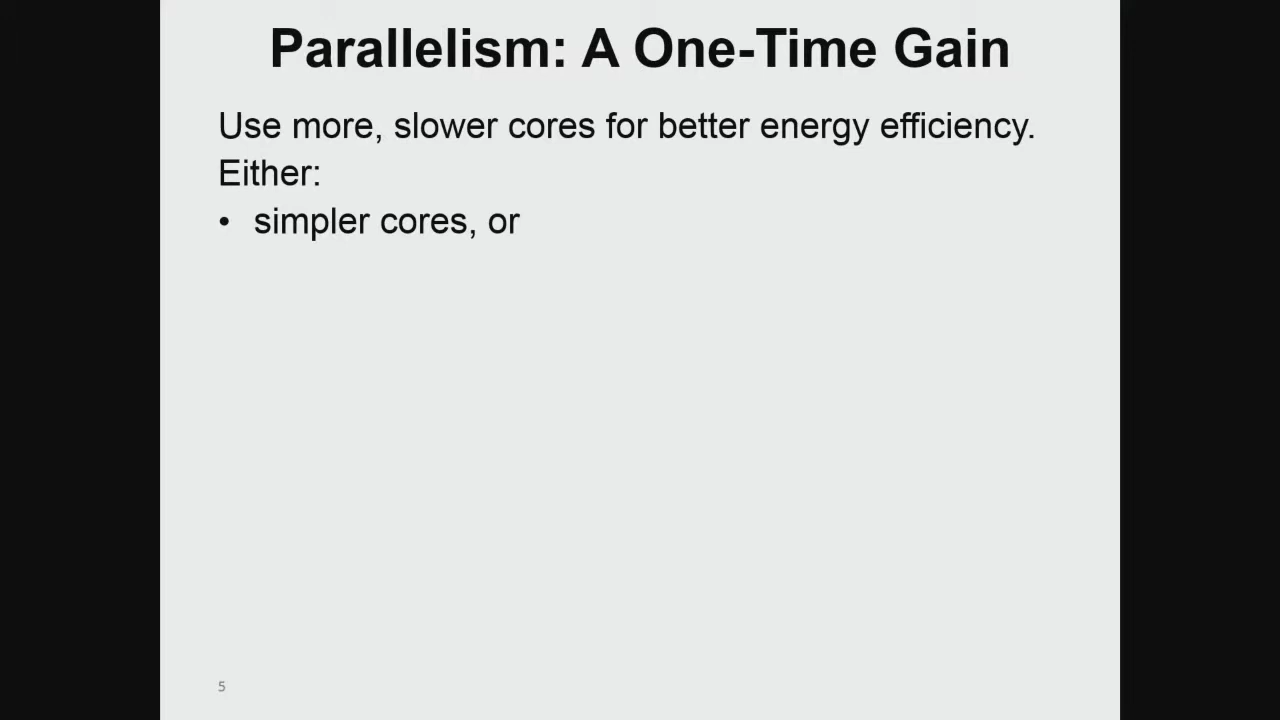 Parallelism: A One-Time Gain
Use more, slower cores for better energy efficiency.
Either:
• simpler cores, or
5